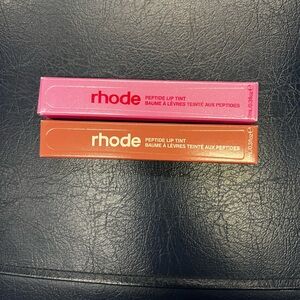 rhode
PEPTIDE LIP TINT
BAUME À LÈVRES TEINTÉ AUX PEPTIDES
rhode
PEPTIDE LIP TINT
BAUME À LÈVRES TEINTÉ AUX PEPTIDES